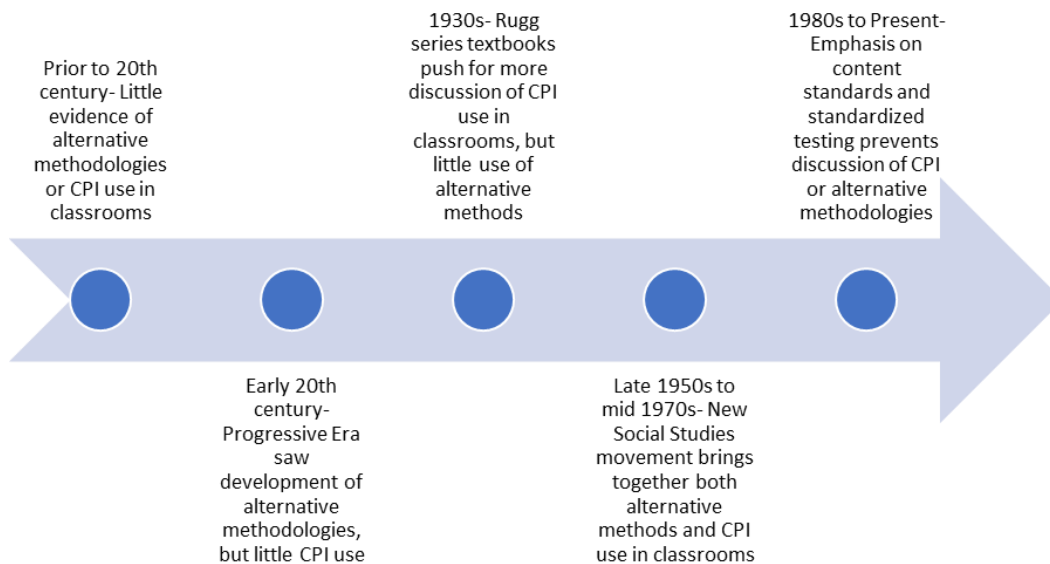 Prior to 20th
century- Little
evidence of
alternative
methodologies
or CPI use in
classrooms
Early 20th
century-
Progressive Era
saw
development of
alternative
methodologies,
but little CPI use
1930s- Rugg
series textbooks
push for more
discussion of CPI
use in
classrooms, but
little use of
alternative
methods
Late 1950s to
mid 1970s- New
Social Studies
movement brings
together both
alternative
methods and CPI
use in classrooms
1980s to Present-
Emphasis on
content
standards and
standardized
testing prevents
discussion of CPI
or alternative
methodologies